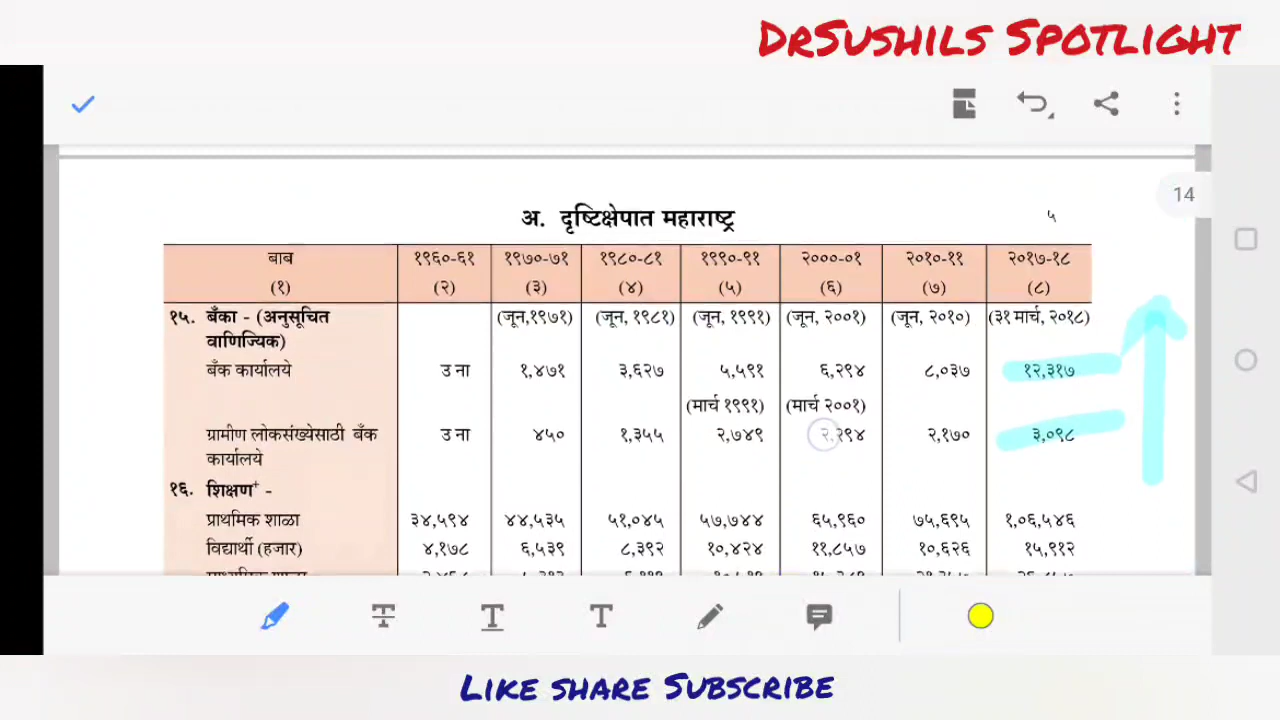 DrSushils Spotlight
14
अ. दृष्टिक्षेपात महाराष्ट्र ५
बाब १९६०-६१ १९७०-७१ १९८०-८१ १९९०-९१ २०००-०१ २०१०-११ २०१७-१८
(१) (२) (३) (४) (५) (६) (७) (८)
१५. बँका - (अनुसूचित (जून,१९७१) (जून, १९८१) (जून, १९९१) (जून, २००१) (जून, २०१०) (३१ मार्च, २०१८)
वाणिज्यिक)
बँक कार्यालये उ ना १,४७१ ३,६२७ ५,५९१ ६,२९४ ८,०३७ १२,३१७
(मार्च १९९१) (मार्च २००१)
ग्रामीण लोकसंख्येसाठी बँक उ ना ४५० १,३५५ २,७४९ २,२९४ २,१७० ३,०९८
कार्यालये
१६. शिक्षण+ -
प्राथमिक शाळा ३४,५९४ ४४,५३५ ५१,०४५ ५७,७४४ ६५,९६० ७५,६९५ १,०६,५४६
विद्यार्थी (हजार) ४,१७८ ६,५३९ ८,३९२ १०,४२४ ११,८५७ १०,६२६ १५,९१२
T T T
Like share Subscribe